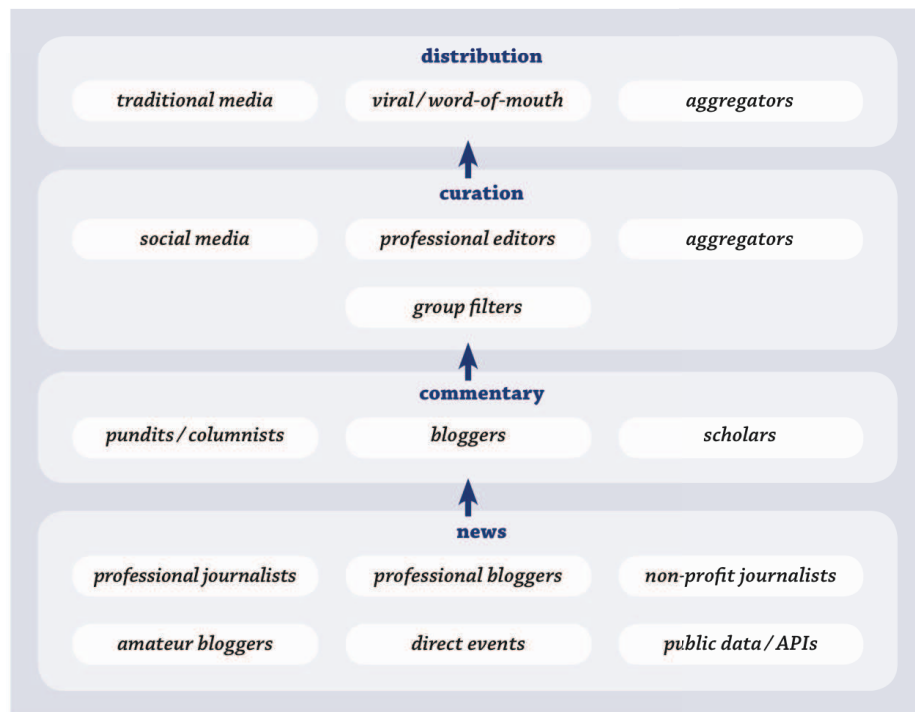 distribution
traditional media
viral / word-of-mouth
aggregators
curation
social media
professional editors
aggregators
group filters
commentary
pundits / columnists
bloggers
scholars
news
professional journalists
professional bloggers
non-profit journalists
amateur bloggers
direct events
public data / APIs